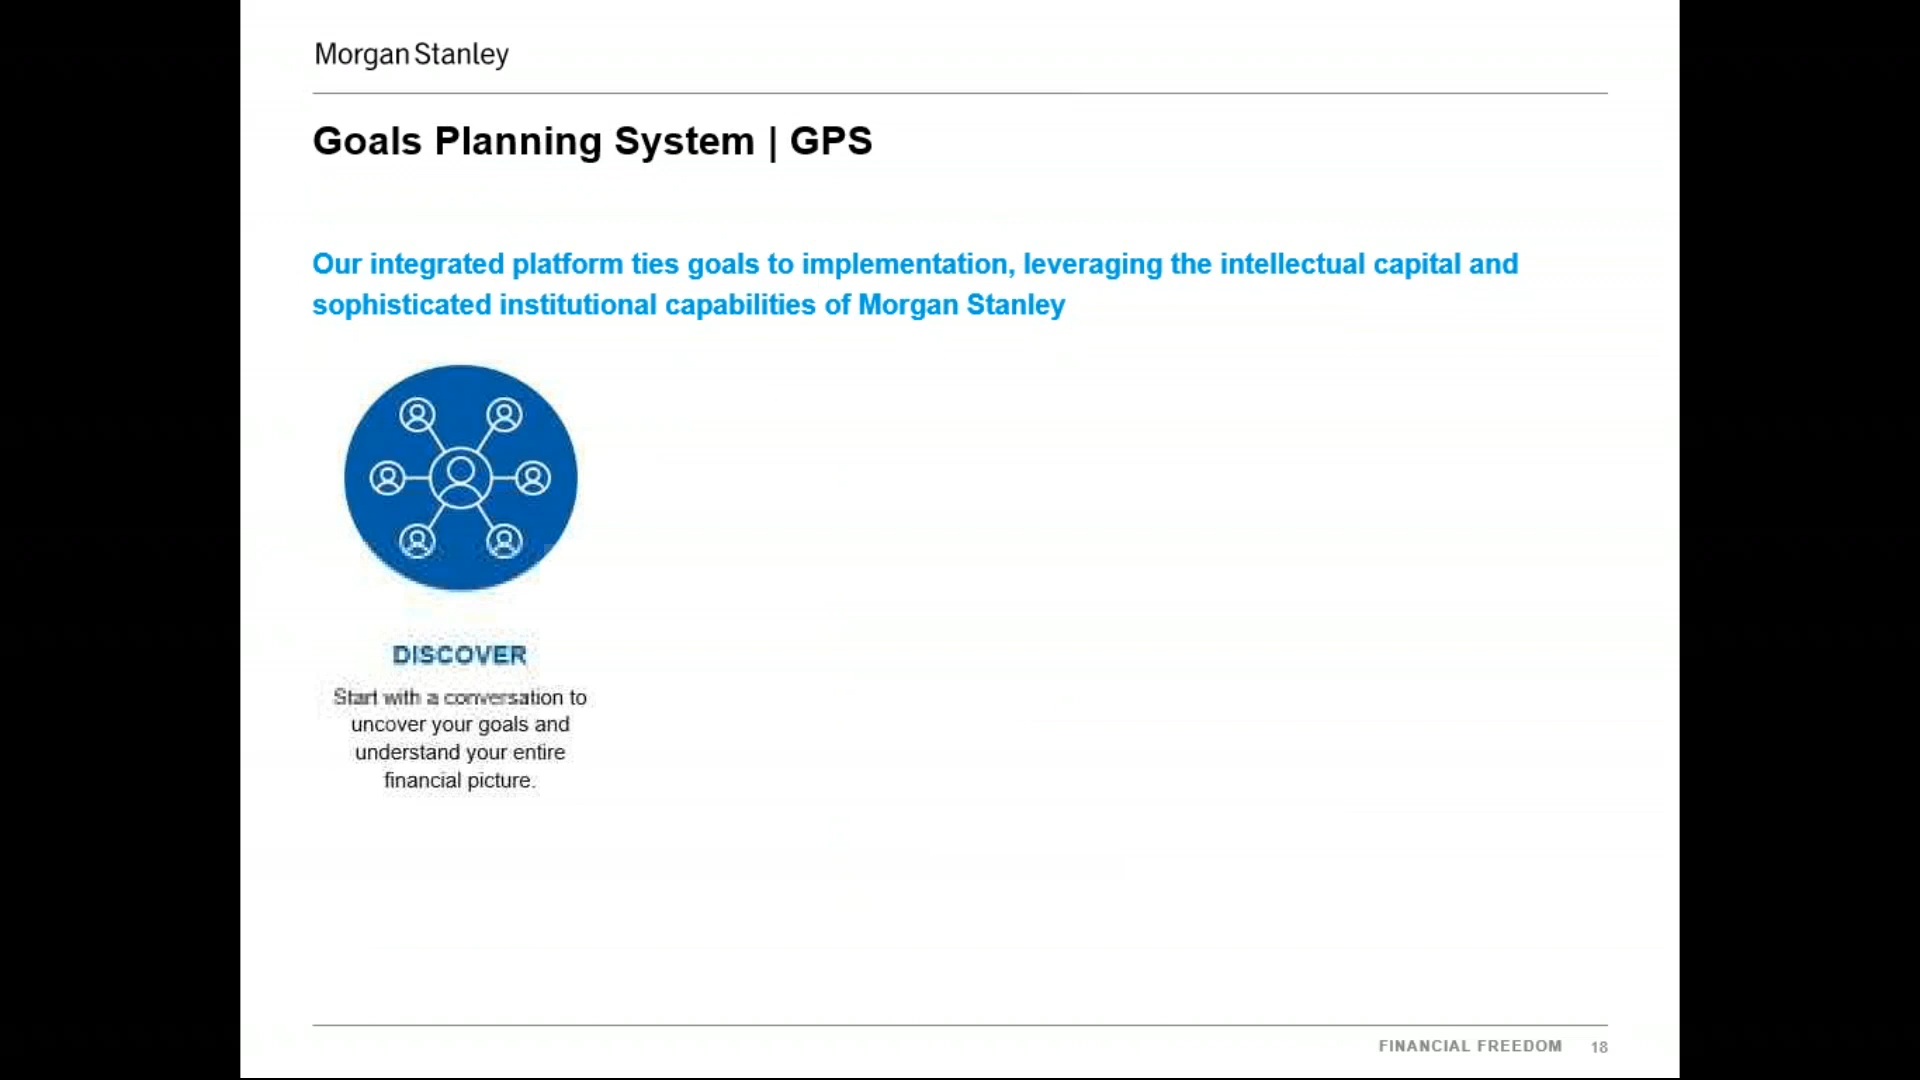 Morgan Stanley
Goals Planning System | GPS
Our integrated platform ties goals to implementation, leveraging the intellectual capital and
sophisticated institutional capabilities of Morgan Stanley
DISCOVER
Start with a conversation to
uncover your goals and
understand your entire
financial picture.
FINANCIAL FREEDOM 18